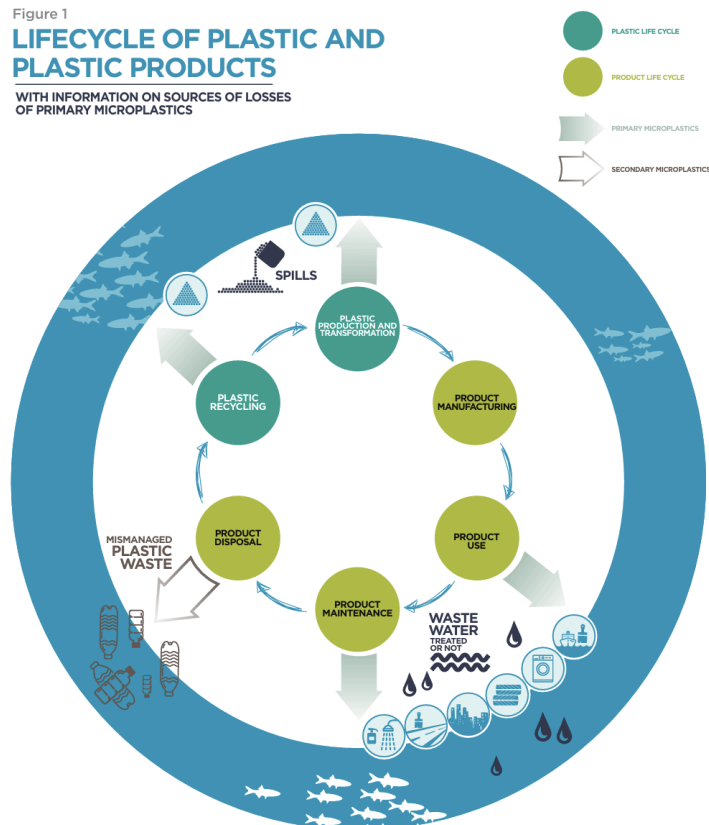 Figure 1
LIFECYCLE OF PLASTIC AND
PLASTIC PRODUCTS
WITH INFORMATION ON SOURCES OF LOSSES
OF PRIMARY MICROPLASTICS
PLASTIC LIFE CYCLE
PRODUCT LIFE CYCLE
PRIMARY MICROPLASTICS
SECONDARY MICROPLASTICS
SPILLS
PLASTIC
PRODUCTION AND
TRANSFORMATION
PLASTIC
RECYCLING
PRODUCT
MANUFACTURING
MISMANAGED
PLASTIC
WASTE
PRODUCT
DISPOSAL
PRODUCT
USE
PRODUCT
MAINTENANCE
WASTE
WATER
TREATED
OR NOT